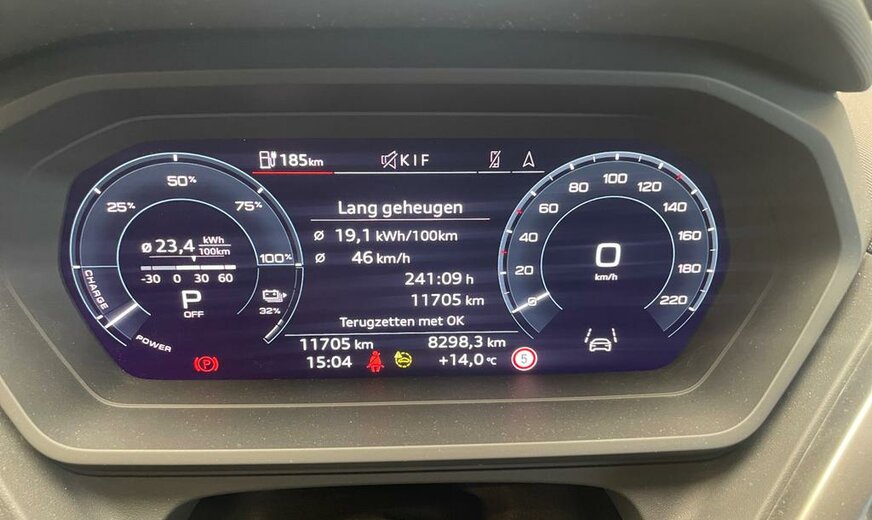 185km KIF
25% 50% 75% 100%
ø 23,4 kWh/100km
-30 0 30 60
P
OFF
32%
CHARGE
POWER
Lang geheugen
ø 19,1 kWh/100km
ø 46 km/h
241:09 h
11705 km
Terugzetten met OK
11705 km 8298,3 km
15:04 +14,0 °C 5
0 20 40 60 80 100 120 140 160 180 220
0
km/h
(P)